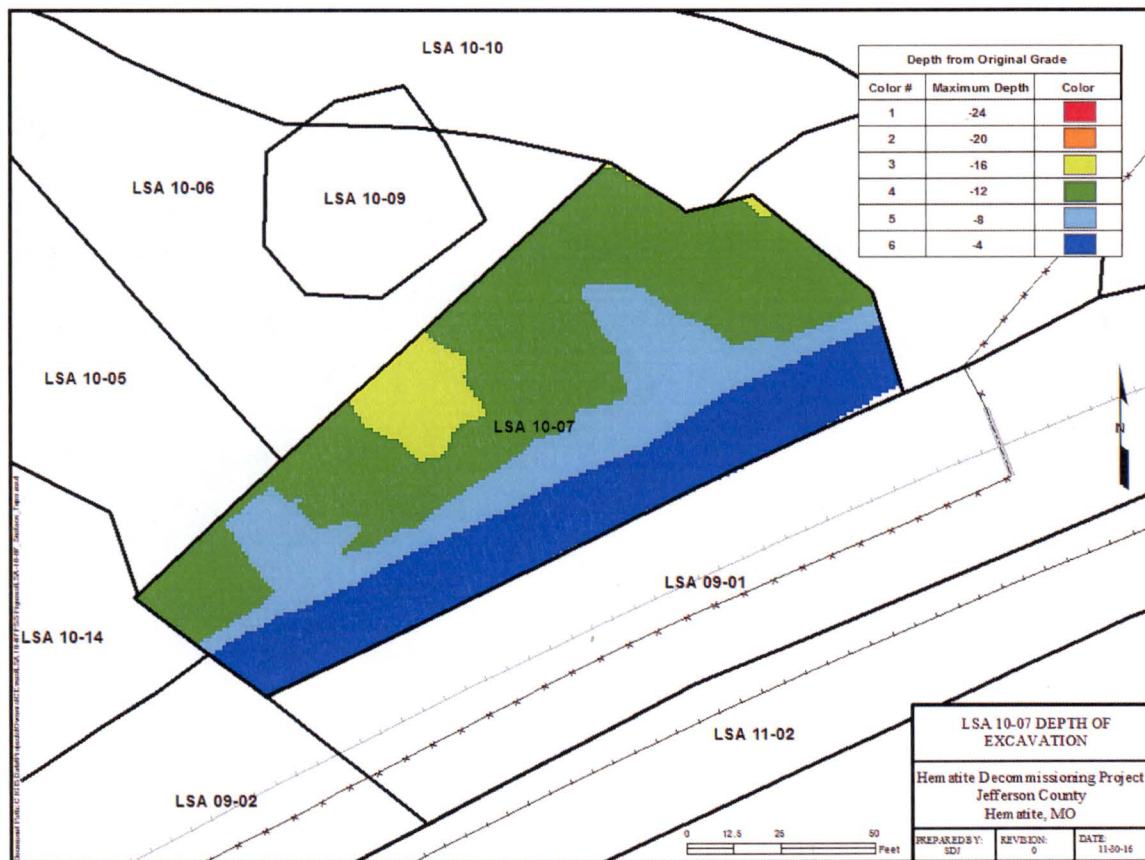 LSA 10-10
Depth from Original Grade
Color # Maximum Depth Color
1 -24
2 -20
3 -16
4 -12
5 -8
6 -4
LSA 10-06
LSA 10-09
LSA 10-05
LSA 10-07
N
LSA 09-01
LSA 10-14
LSA 11-02
LSA 09-02
0 12.5 25 50
Feet
LSA 10-07 DEPTH OF
EXCAVATION
Hematite Decommissioning Project
Jefferson County
Hematite, MO
PREPARED BY: REVISION: DATE:
SDJ 0 11-30-16